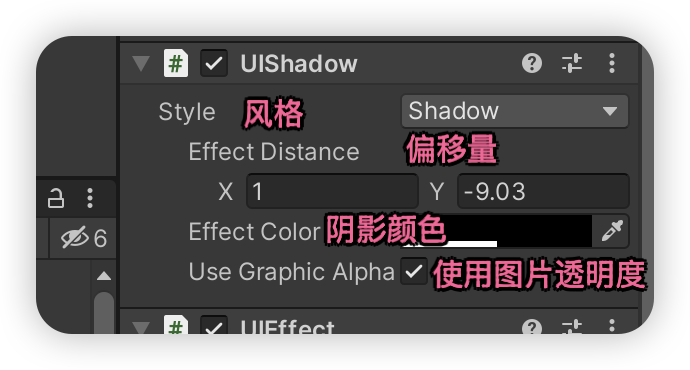 # UIShadow
Style 风格 Shadow
Effect Distance 偏移量
X 1 Y -9.03
Effect Color 阴影颜色
6
Use Graphic Alpha 使用图片透明度
# UIEffect